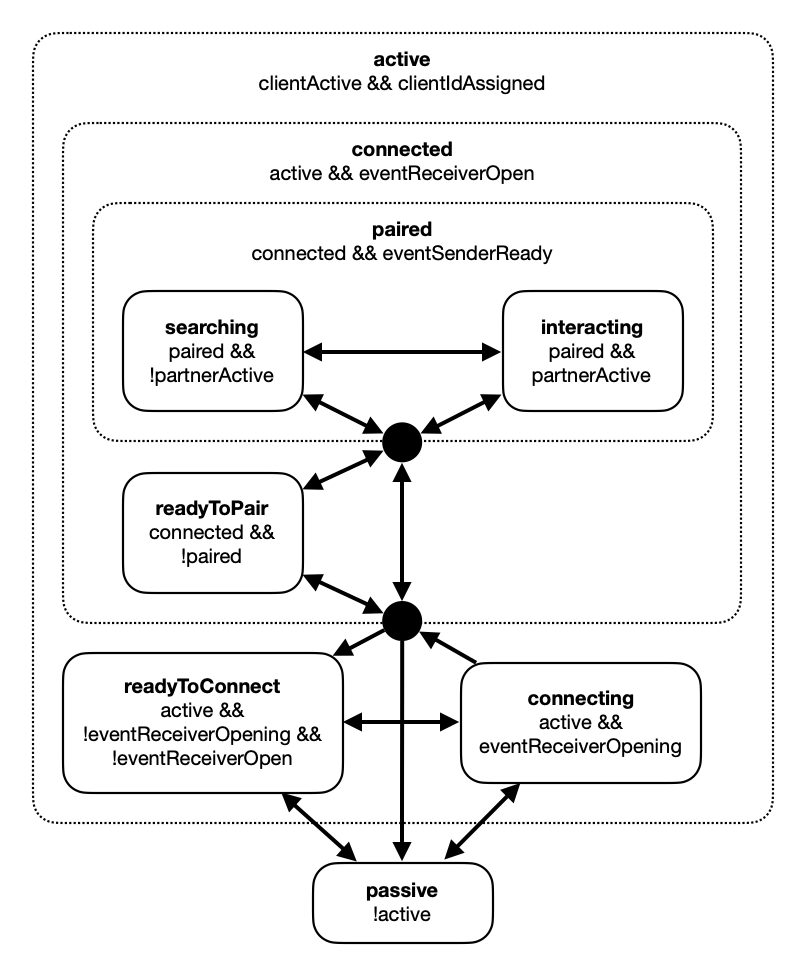 active
clientActive && clientIdAssigned
connected
active && eventReceiverOpen
paired
connected && eventSenderReady
searching
paired &&
!partnerActive
interacting
paired &&
partnerActive
readyToPair
connected &&
!paired
readyToConnect
active &&
!eventReceiverOpening &&
!eventReceiverOpen
connecting
active &&
eventReceiverOpening
passive
!active